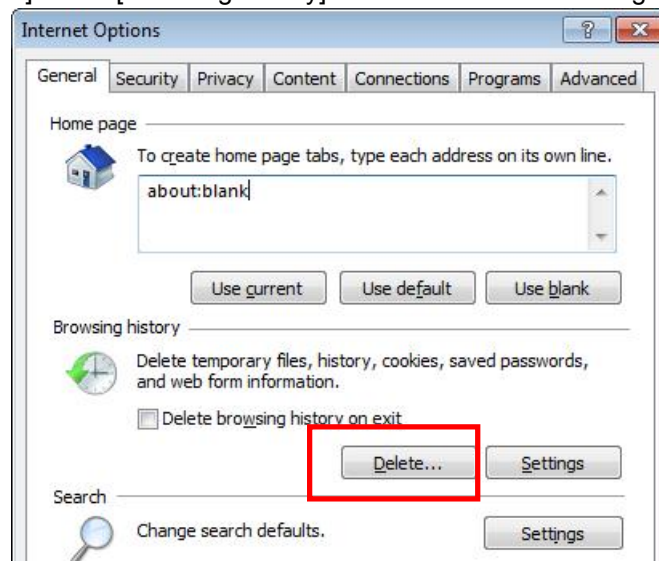 Internet Options
General Security Privacy Content Connections Programs Advanced
Home page
To create home page tabs, type each address on its own line.
about:blank
Use current Use default Use blank
Browsing history
Delete temporary files, history, cookies, saved passwords,
and web form information.
Delete browsing history on exit
Delete... Settings
Search
Change search defaults.
Settings